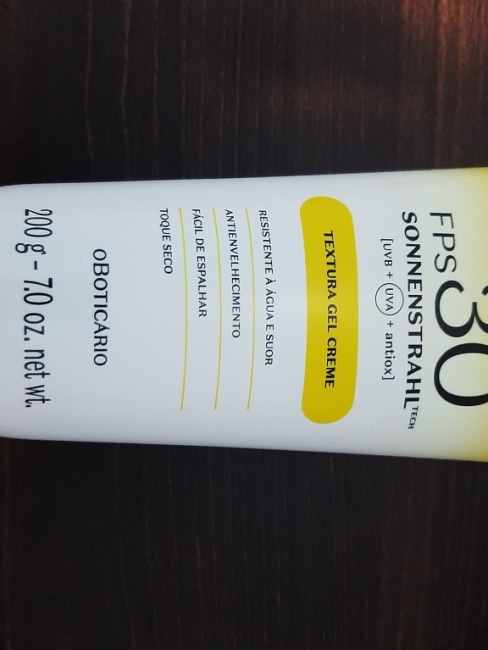 FPS 30
SONNENSTRAHL TECH
[UVB + UVA + antiox]
TEXTURA GEL CREME
RESISTENTE À ÁGUA E SUOR
ANTIENVELHECIMENTO
FÁCIL DE ESPALHAR
TOQUE SECO
oBOTICÁRIO
200 g - 7.0 oz. net wt.